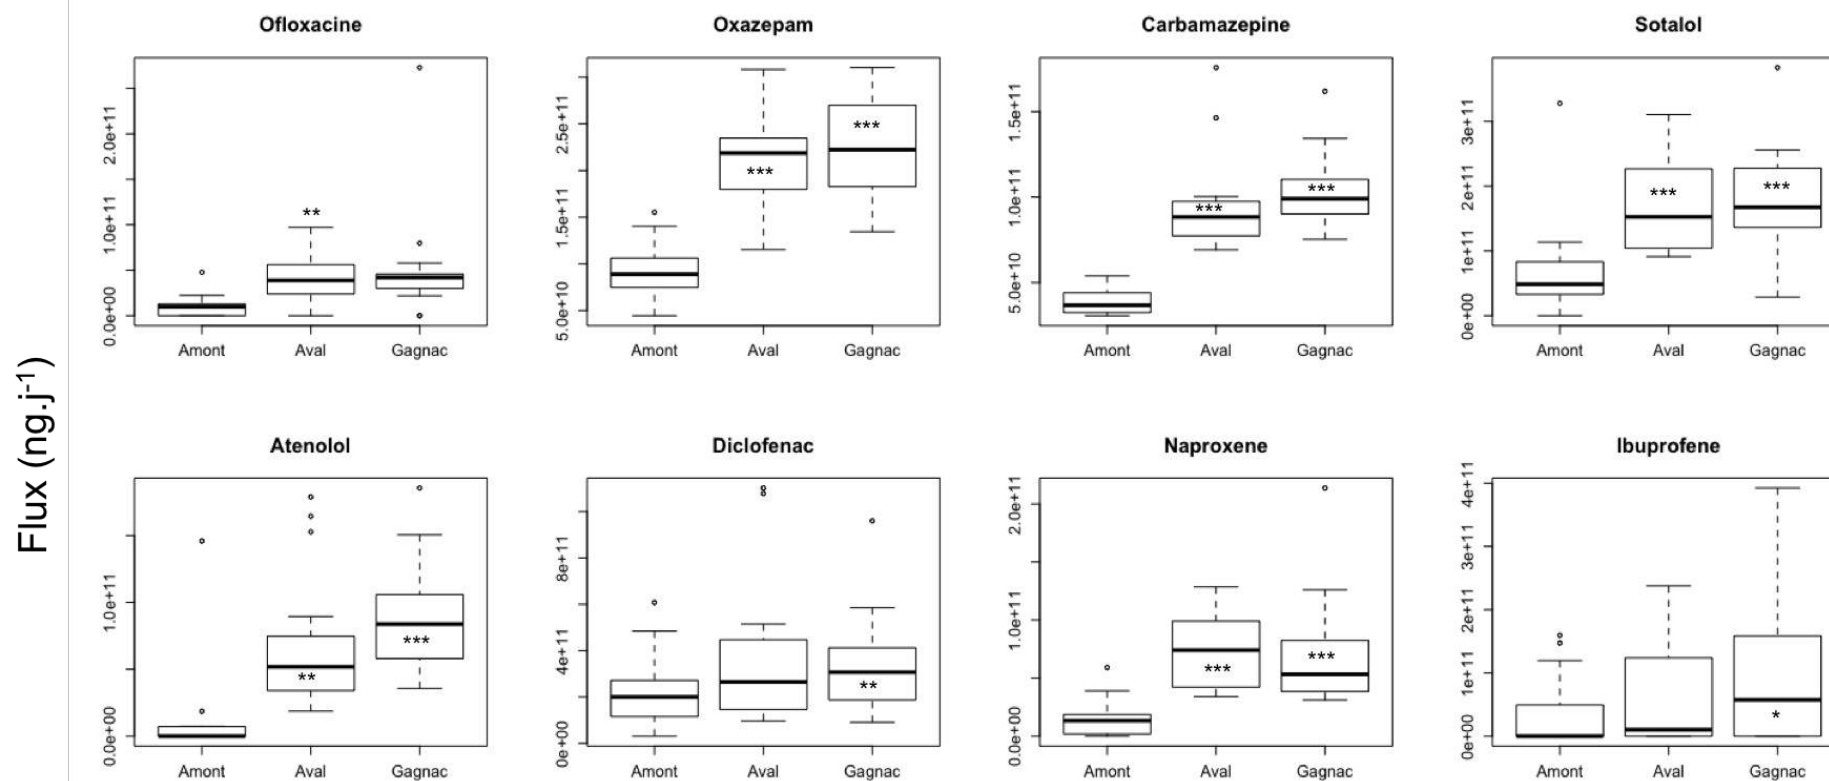 Flux (ng.j-1)
Ofloxacine
0.0e+00 1.0e+11 2.0e+11
**
Amont Aval Gagnac
Oxazepam
5.0e+10 1.5e+11 2.5e+11
*** ***
Amont Aval Gagnac
Carbamazepine
5.0e+10 1.0e+11 1.5e+11
*** ***
Amont Aval Gagnac
Sotalol
0e+00 1e+11 2e+11 3e+11
*** ***
Amont Aval Gagnac
Atenolol
0.0e+00 1.0e+11
** ***
Amont Aval Gagnac
Diclofenac
0e+00 4e+11 8e+11
**
Amont Aval Gagnac
Naproxene
0.0e+00 1.0e+11 2.0e+11
*** ***
Amont Aval Gagnac
Ibuprofene
0e+00 1e+11 2e+11 3e+11 4e+11
*
Amont Aval Gagnac